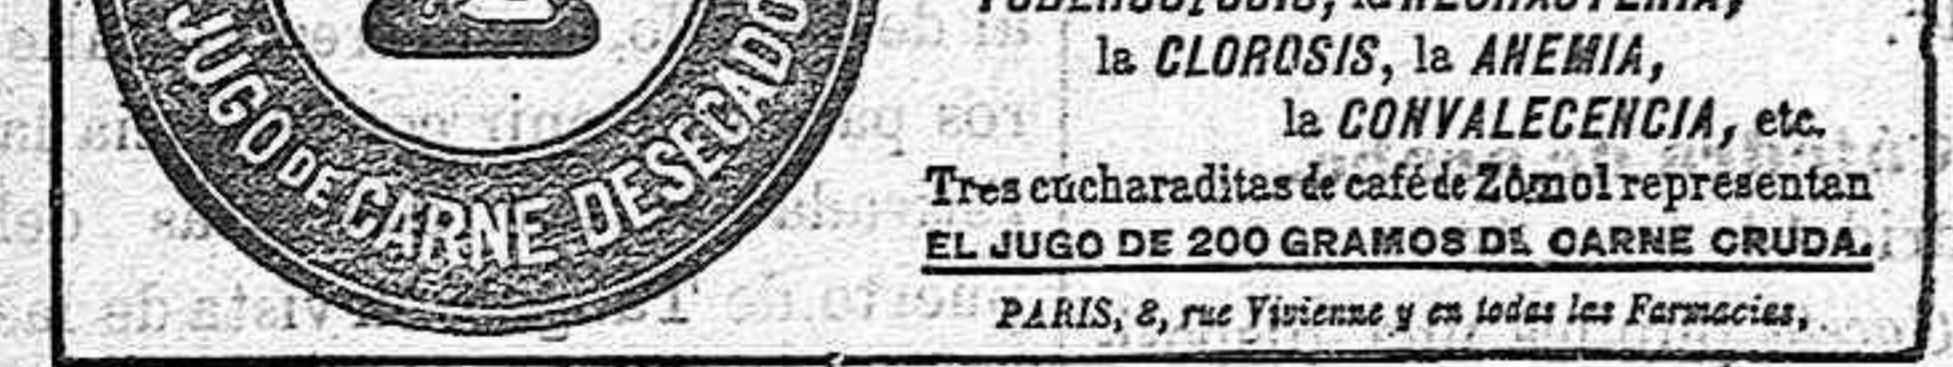 JUGO DE CARNE DESECADO
la CLOROSIS, la ANEMIA,
la CONVALECENCIA, etc.
Tres cucharaditas de café de Zômol representan
EL JUGO DE 200 GRAMOS DE CARNE CRUDA.
PARIS, 8, rue Vivienne y en todas las Farmacias.